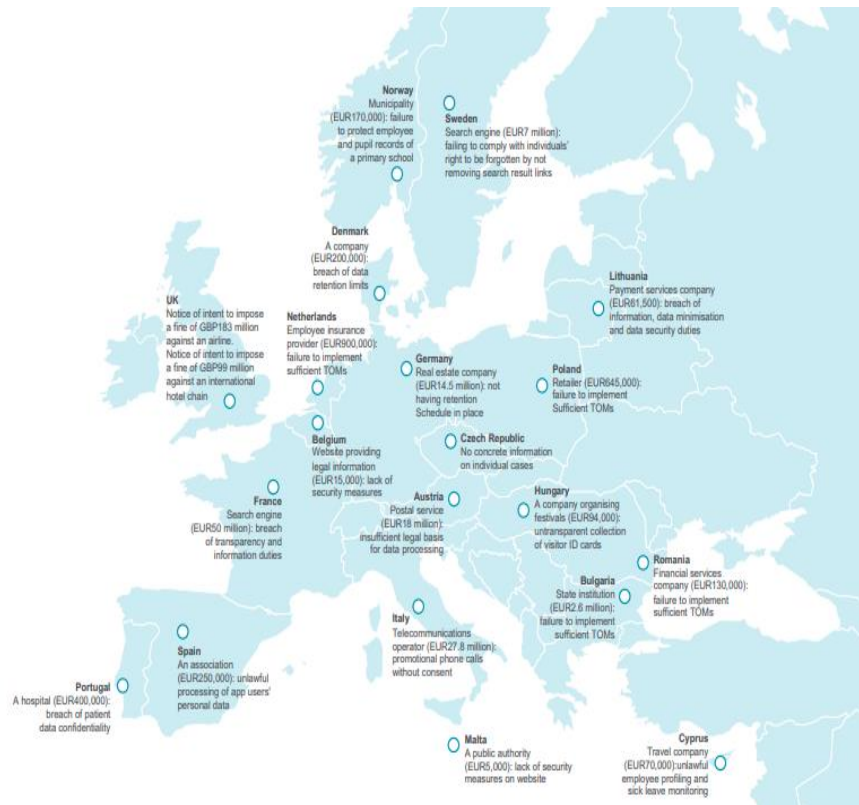 Norway
Municipality
(EUR170,000): failure
to protect employee
and pupil records of
a primary school
Sweden
Search engine (EUR7 million):
failing to comply with individuals'
right to be forgotten by not
removing search result links
Denmark
A company
(EUR200,000):
breach of data
retention limits
Lithuania
Payment services company
(EUR61,500): breach of
information, data minimisation
and data security duties
UK
Notice of intent to impose
a fine of GBP183 million
against an airline.
Notice of intent to impose
a fine of GBP99 million
against an international
hotel chain
Netherlands
Employee insurance
provider (EUR900,000):
failure to implement
sufficient TOMs
Germany
Real estate company
(EUR14.5 million): not
having retention
Schedule in place
Poland
Retailer (EUR645,000):
failure to implement
Sufficient TOMs
Belgium
Website providing
legal information
(EUR15,000): lack of
security measures
Czech Republic
No concrete information
on individual cases
France
Search engine
(EUR50 million): breach
of transparency and
information duties
Austria
Postal service
(EUR18 million):
insufficient legal basis
for data processing
Hungary
A company organising
festivals (EUR94,000):
untransparent collection
of visitor ID cards
Romania
Financial services
company (EUR130,000):
failure to implement
sufficient TOMs
Bulgaria
State institution
(EUR2.6 million):
failure to implement
sufficient TOMs
Italy
Telecommunications
operator (EUR27.8 million):
promotional phone calls
without consent
Spain
An association
(EUR250,000): unlawful
processing of app users'
personal data
Portugal
A hospital (EUR400,000):
breach of patient
data confidentiality
Malta
A public authority
(EUR5,000): lack of security
measures on website
Cyprus
Travel company
(EUR70,000):unlawful
employee profiling and
sick leave monitoring